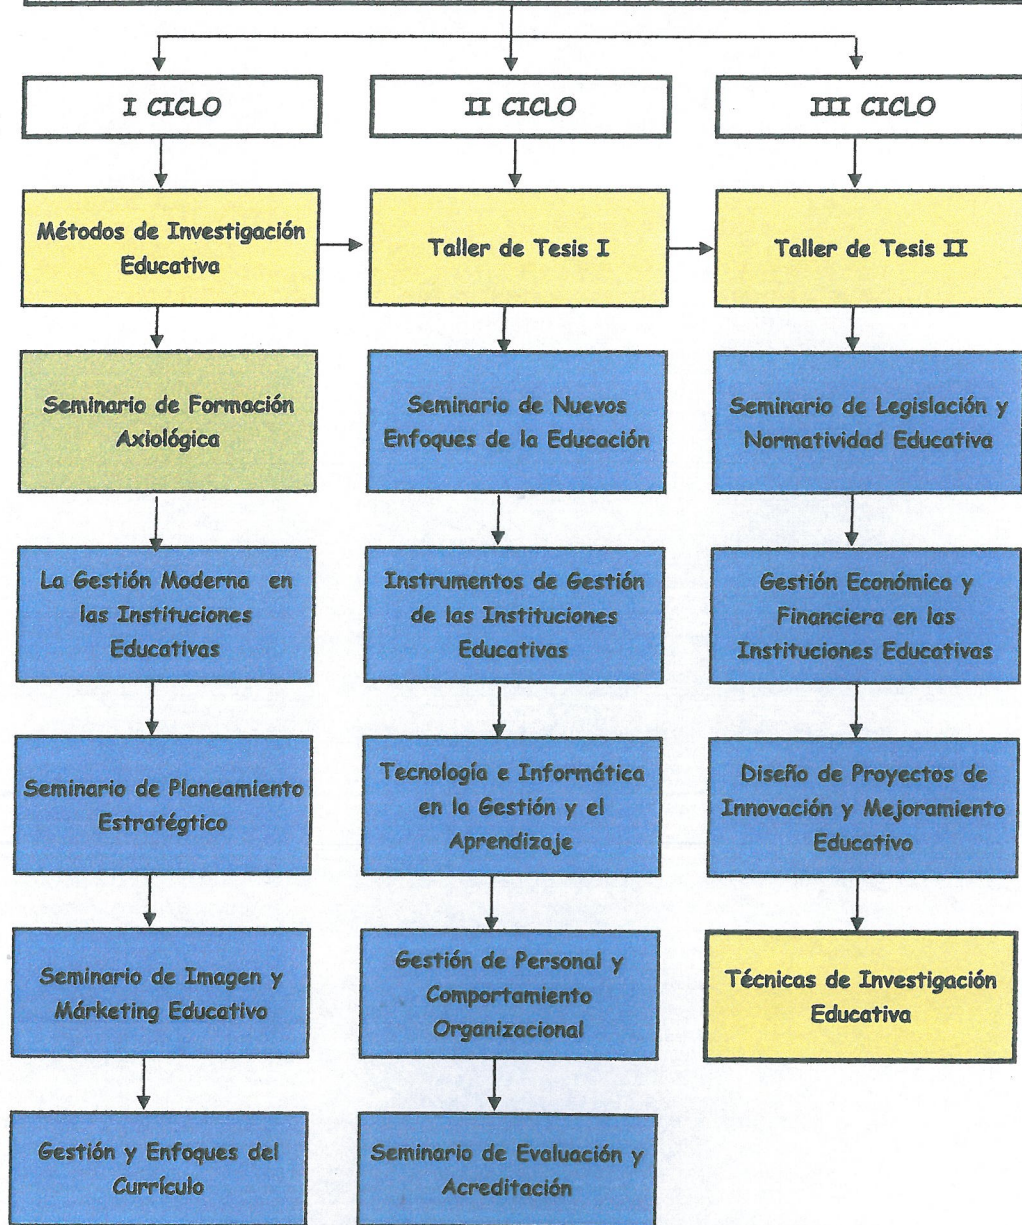 I CICLO
II CICLO
III CICLO
Métodos de Investigación
Educativa
Taller de Tesis I
Taller de Tesis II
Seminario de Formación
Axiológica
Seminario de Nuevos
Enfoques de la Educación
Seminario de Legislación y
Normatividad Educativa
La Gestión Moderna en
las Instituciones
Educativas
Instrumentos de Gestión
de las Instituciones
Educativas
Gestión Económica y
Financiera en las
Instituciones Educativas
Seminario de Planeamiento
Estratégtico
Tecnología e Informática
en la Gestión y el
Aprendizaje
Diseño de Proyectos de
Innovación y Mejoramiento
Educativo
Seminario de Imagen y
Márketing Educativo
Gestión de Personal y
Comportamiento
Organizacional
Técnicas de Investigación
Educativa
Gestión y Enfoques del
Currículo
Seminario de Evaluación y
Acreditación